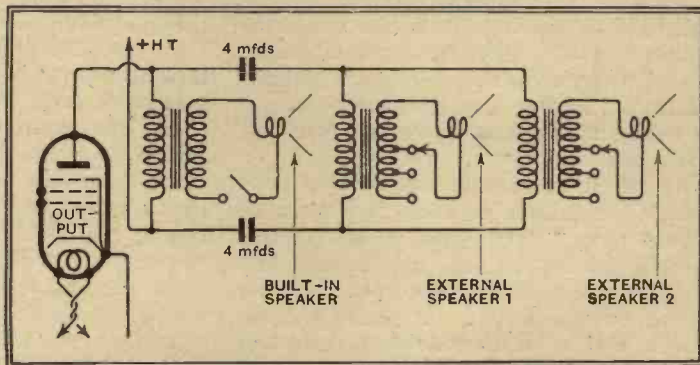 +HT
4 mfds
OUT-
PUT
4 mfds
BUILT-IN
SPEAKER
EXTERNAL
SPEAKER 1
EXTERNAL
SPEAKER 2